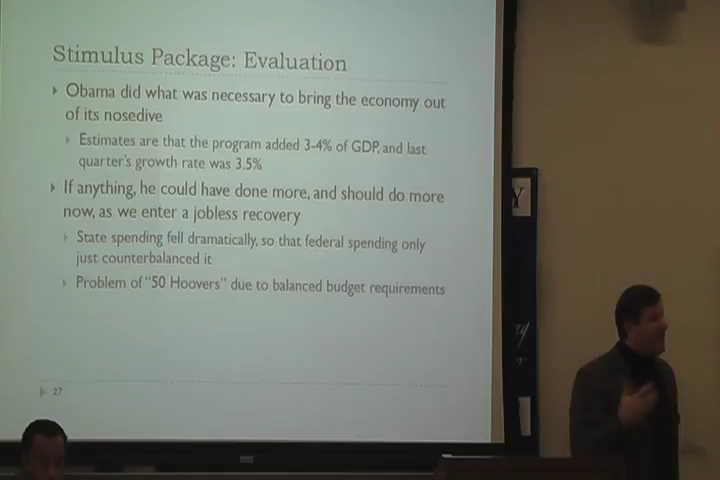 Stimulus Package: Evaluation
Obama did what was necessary to bring the economy out
of its nosedive
Estimates are that the program added 3-4% of GDP, and last
quarter's growth rate was 3.5%
If anything, he could have done more, and should do more
now, as we enter a jobless recovery
State spending fell dramatically, so that federal spending only
just counterbalanced it
Problem of "50 Hoovers" due to balanced budget requirements
27
Y